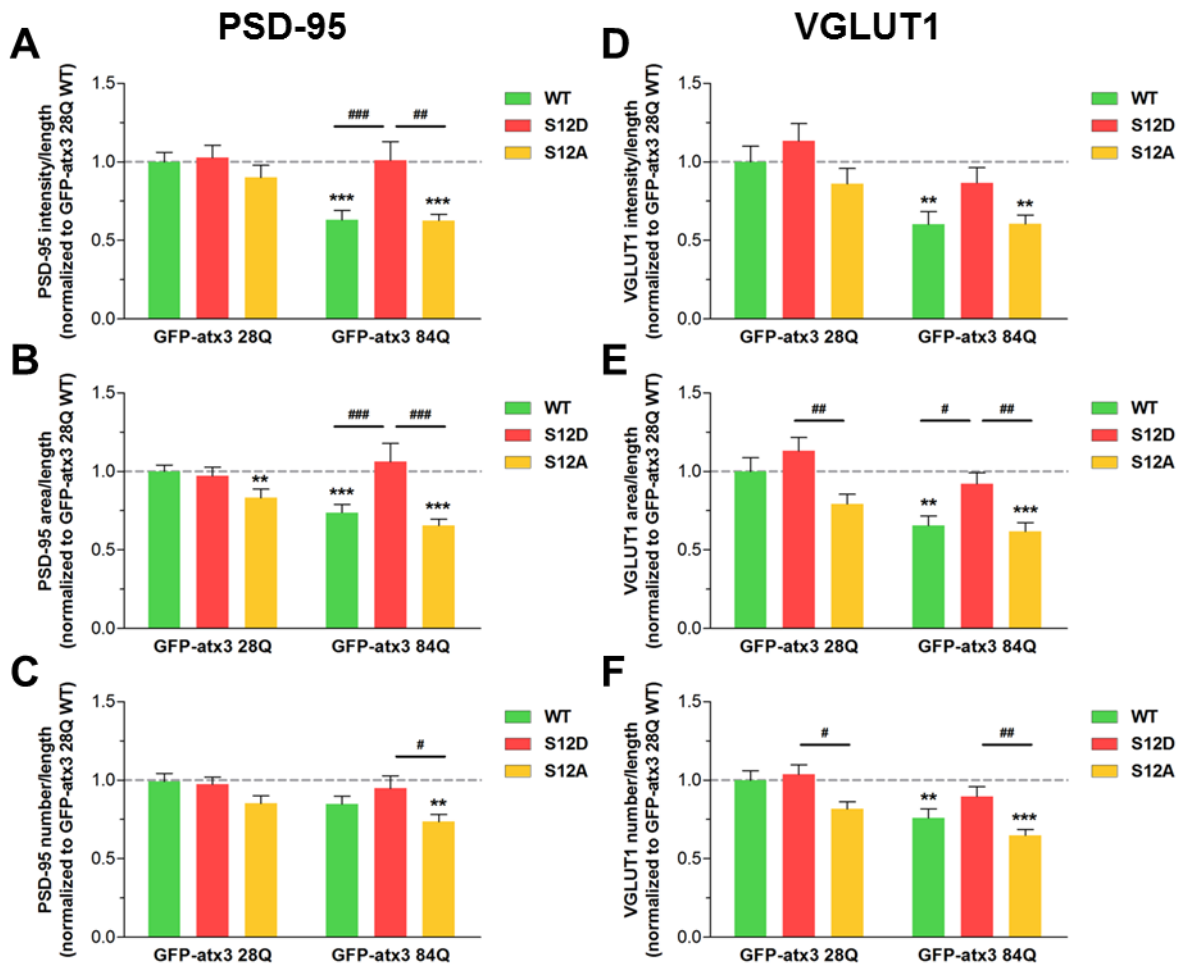 PSD-95
VGLUT1
A
PSD-95 intensity/length
(normalized to GFP-atx3 28Q WT)
1.5
1.0
0.5
0.0
###
##
***
***
GFP-atx3 28Q
GFP-atx3 84Q
WT
S12D
S12A
D
VGLUT1 intensity/length
(normalized to GFP-atx3 28Q WT)
1.5
1.0
0.5
0.0
**
**
GFP-atx3 28Q
GFP-atx3 84Q
WT
S12D
S12A
B
PSD-95 area/length
(normalized to GFP-atx3 28Q WT)
1.5
1.0
0.5
0.0
###
###
**
***
***
GFP-atx3 28Q
GFP-atx3 84Q
WT
S12D
S12A
E
VGLUT1 area/length
(normalized to GFP-atx3 28Q WT)
1.5
1.0
0.5
0.0
##
#
##
**
***
GFP-atx3 28Q
GFP-atx3 84Q
WT
S12D
S12A
C
PSD-95 number/length
(normalized to GFP-atx3 28Q WT)
1.5
1.0
0.5
0.0
#
**
GFP-atx3 28Q
GFP-atx3 84Q
WT
S12D
S12A
F
VGLUT1 number/length
(normalized to GFP-atx3 28Q WT)
1.5
1.0
0.5
0.0
#
##
**
***
GFP-atx3 28Q
GFP-atx3 84Q
WT
S12D
S12A